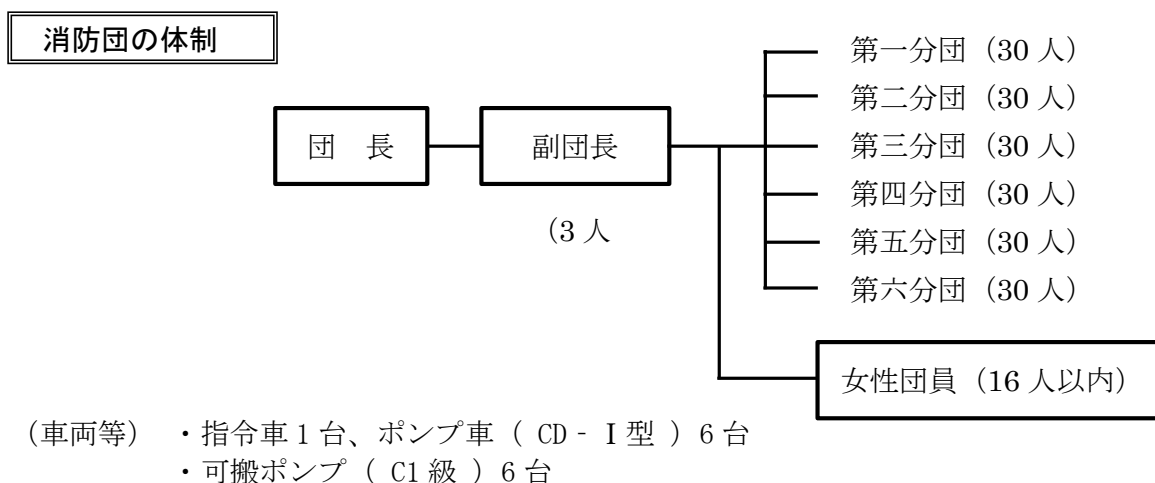 消防団の体制
団　長
副団長
（3 人
第一分団（30 人）
第二分団（30 人）
第三分団（30 人）
第四分団（30 人）
第五分団（30 人）
第六分団（30 人）
女性団員（16 人以内）
（車両等）　・指令車 1 台、ポンプ車（ CD‐Ⅰ型 ）6 台
・可搬ポンプ（ C1 級 ）6 台